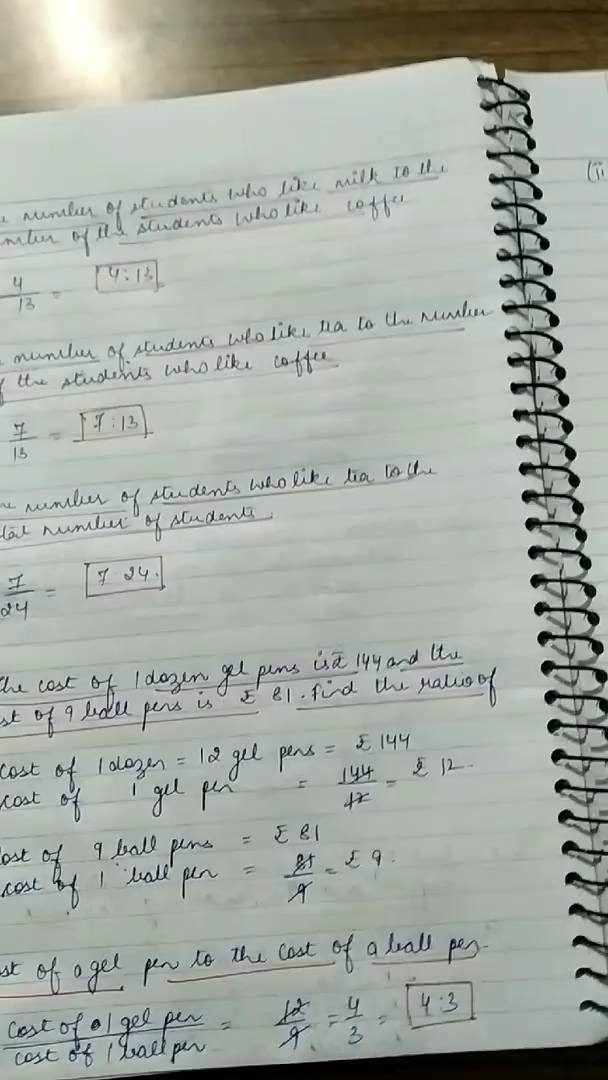 number of students who like milk to the
of the students who like coffee
4/13 = 4:13
(ii
number of students who like tea to the number
the students who like coffee
7/13 = 7:13
number of students who like tea to the
number of students.
7/24 = 7:24.
the cost of 1 dozen gel pens is ₹ 144 and the
of 9 ball pens is ₹ 81. find the ratio of
cost of 1 dozen = 12 gel pens = ₹ 144
cost of 1 gel pen = 144/12 = ₹ 12.
of 9 ball pens = ₹ 81
cost of 1 ball pen = 81/9 = ₹ 9.
of a gel pen to the cost of a ball pen.
cost of 1 gel pen / cost of 1 ball pen = 12/9 = 4/3 = 4:3